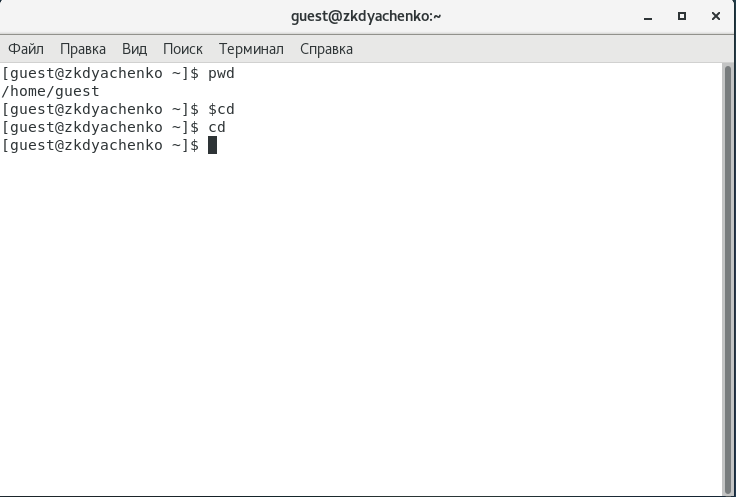 guest@zkdyachenko:~
Файл Правка Вид Поиск Терминал Справка
[guest@zkdyachenko ~]$ pwd
/home/guest
[guest@zkdyachenko ~]$ $cd
[guest@zkdyachenko ~]$ cd
[guest@zkdyachenko ~]$